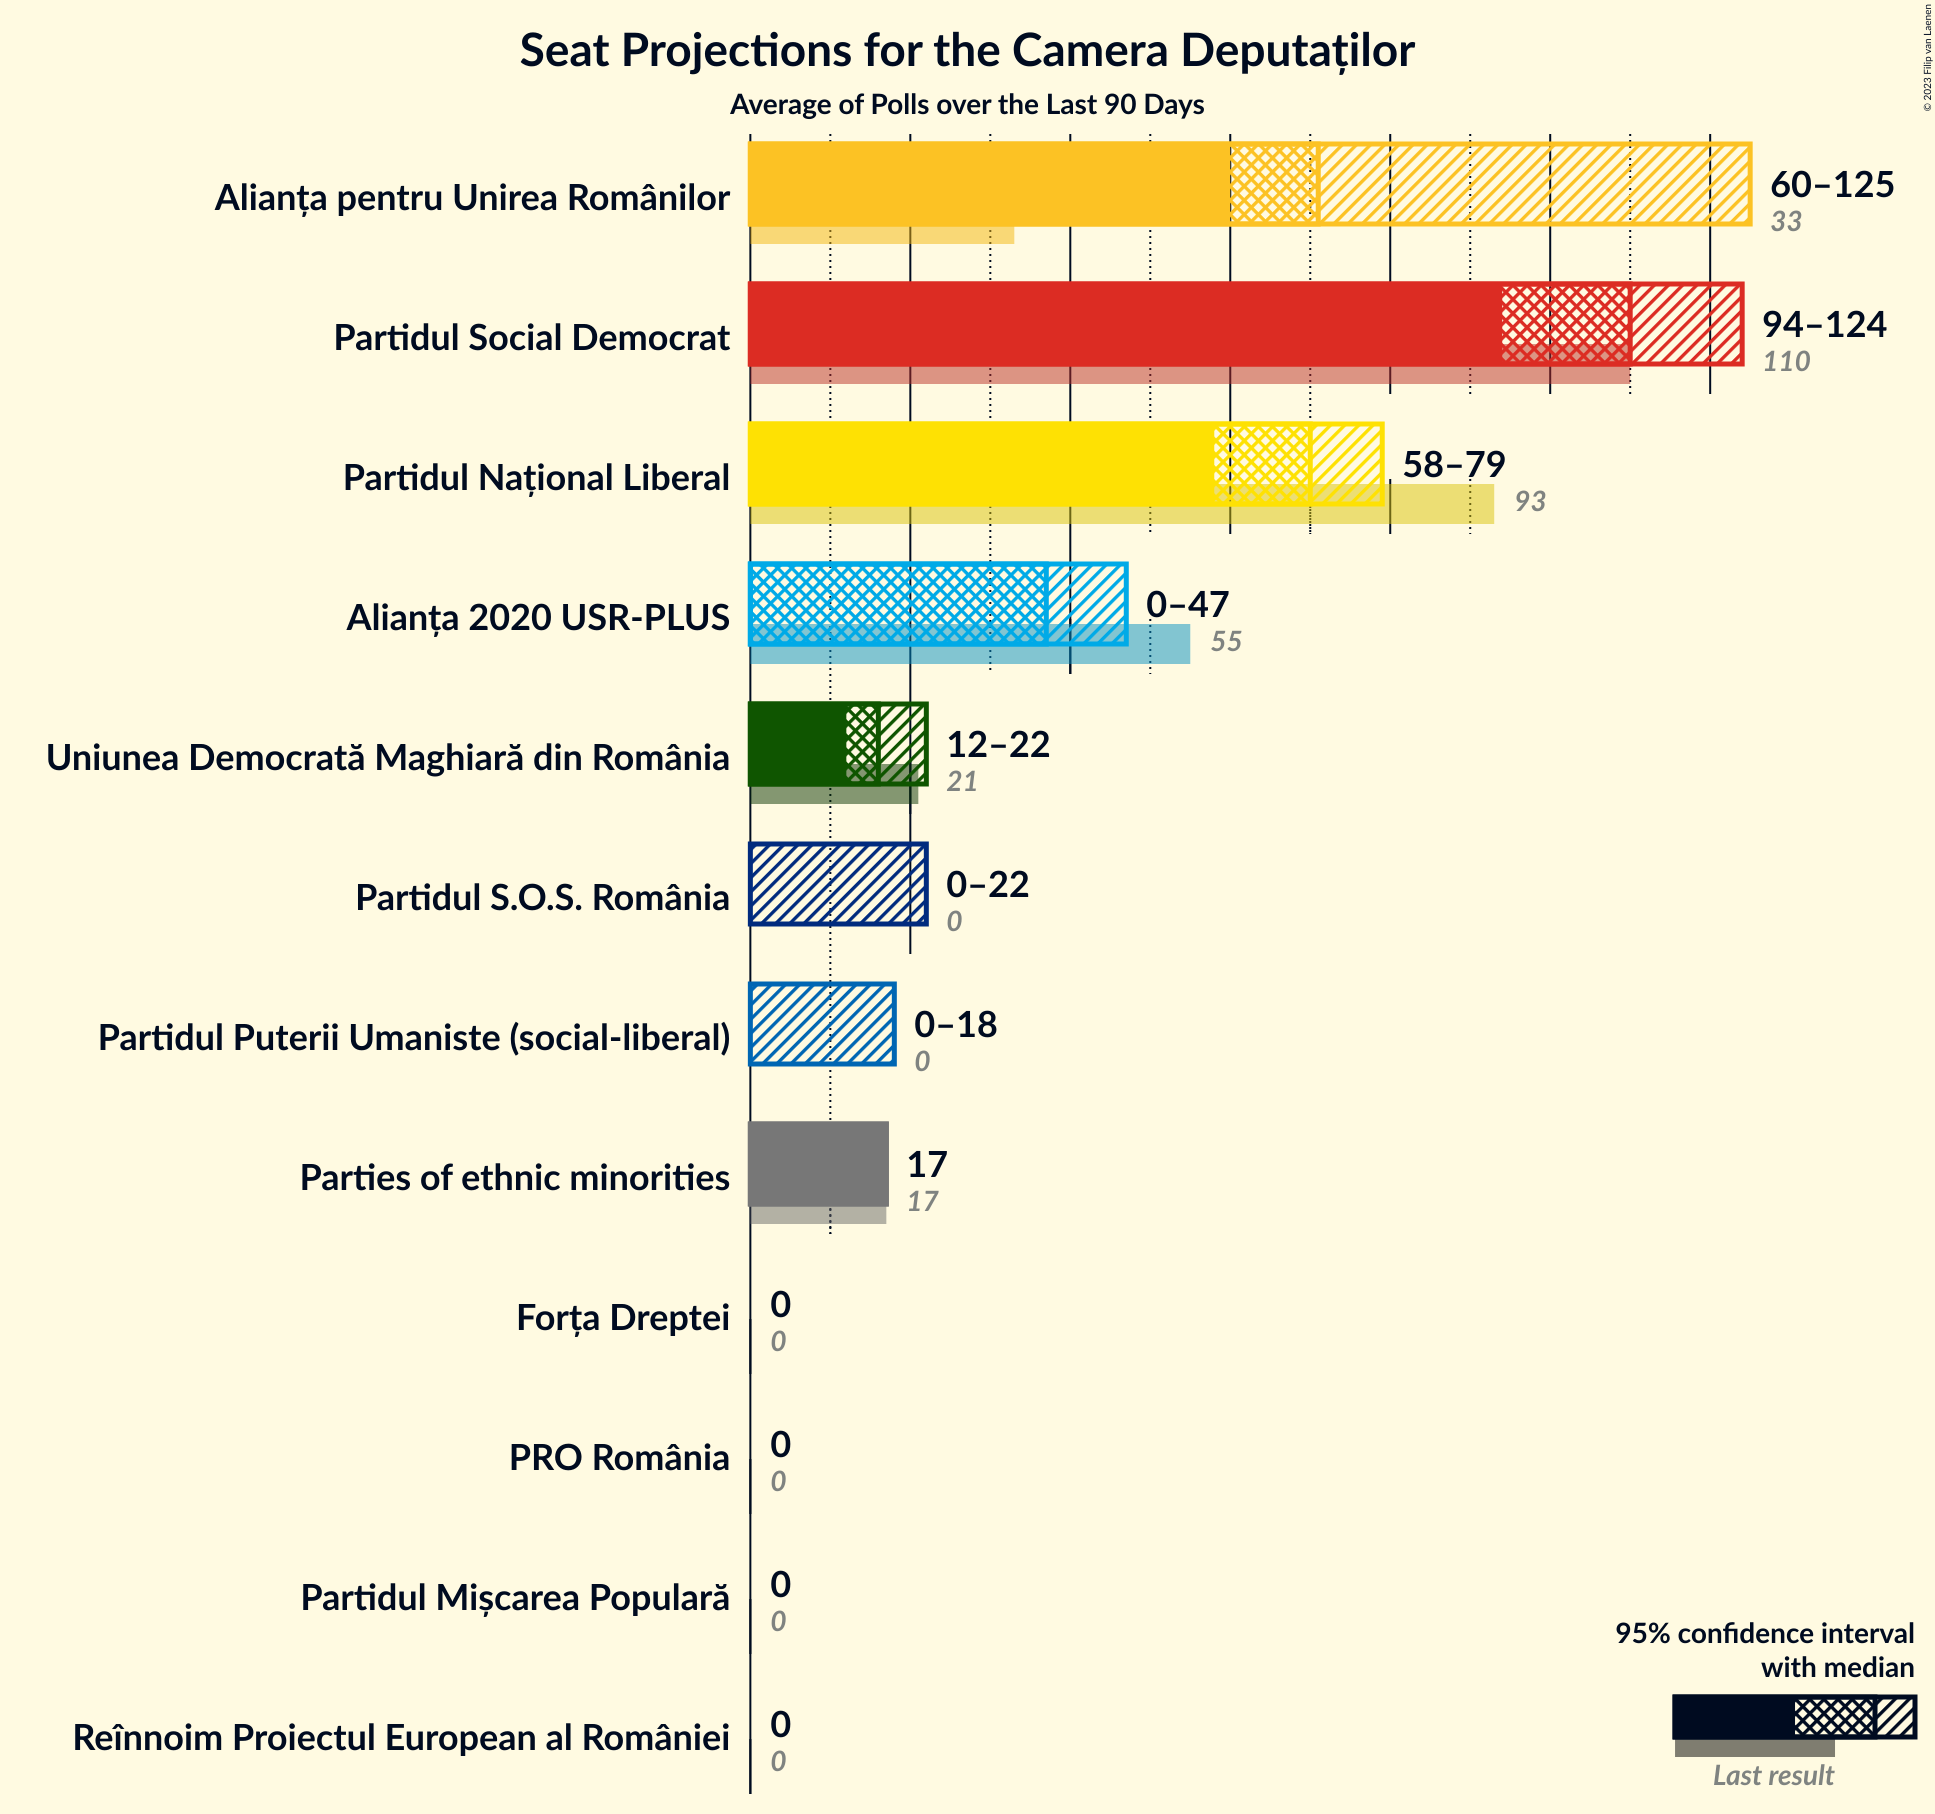 Seat Projections for the Camera Deputaților
Average of Polls over the Last 90 Days
© 2023 Filip van Laenen
Alianța pentru Unirea Românilor
60–125
33
Partidul Social Democrat
94–124
110
Partidul Național Liberal
58–79
93
Alianța 2020 USR-PLUS
0–47
55
Uniunea Democrată Maghiară din România
12–22
21
Partidul S.O.S. România
0–22
0
Partidul Puterii Umaniste (social-liberal)
0–18
0
Parties of ethnic minorities
17
17
Forța Dreptei
0
0
PRO România
0
0
Partidul Mișcarea Populară
0
0
Reînnoim Proiectul European al României
0
0
95% confidence interval
with median
Last result